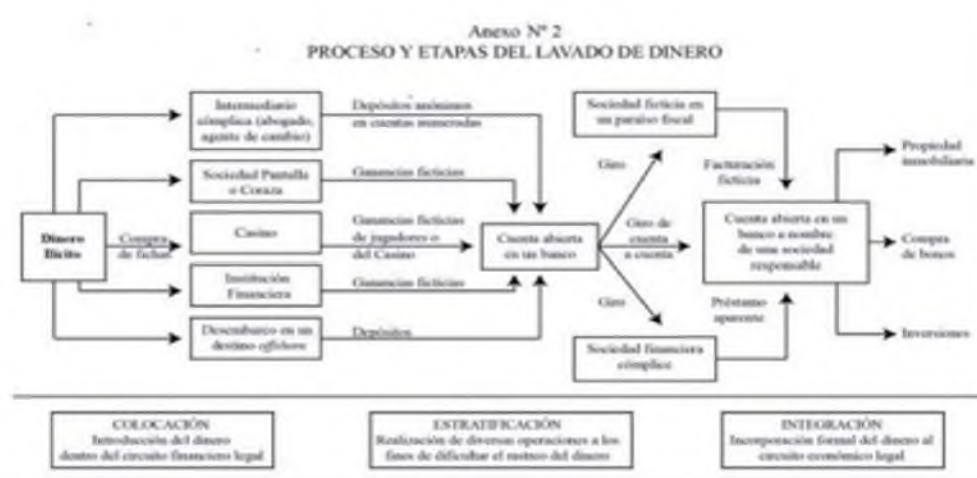 Anexo Nº 2
PROCESO Y ETAPAS DEL LAVADO DE DINERO
Dinero
Ilícito
Compra
de fichas
Intermediario
cómplice (abogado,
agente de cambio)
Sociedad Pantalla
o Coraza
Casino
Institución
Financiera
Desembarco en un
destino offshore
Depósitos anónimos
en cuentas numeradas
Ganancias ficticias
Ganancias ficticias
de jugadores o
del Casino
Ganancias ficticias
Depósitos
Cuenta abierta
en un banco
Giro
Giro de
cuenta
a cuenta
Giro
Sociedad ficticia en
un paraíso fiscal
Sociedad financiera
cómplice
Facturación
ficticia
Préstamo
aparente
Cuenta abierta en un
banco a nombre
de una sociedad
responsable
Propiedad
inmobiliaria
Compra
de bonos
Inversiones
COLOCACIÓN
Introducción del dinero
dentro del circuito financiero legal
ESTRATIFICACIÓN
Realización de diversas operaciones a los
fines de dificultar el rastreo del dinero
INTEGRACIÓN
Incorporación formal del dinero al
circuito económico legal